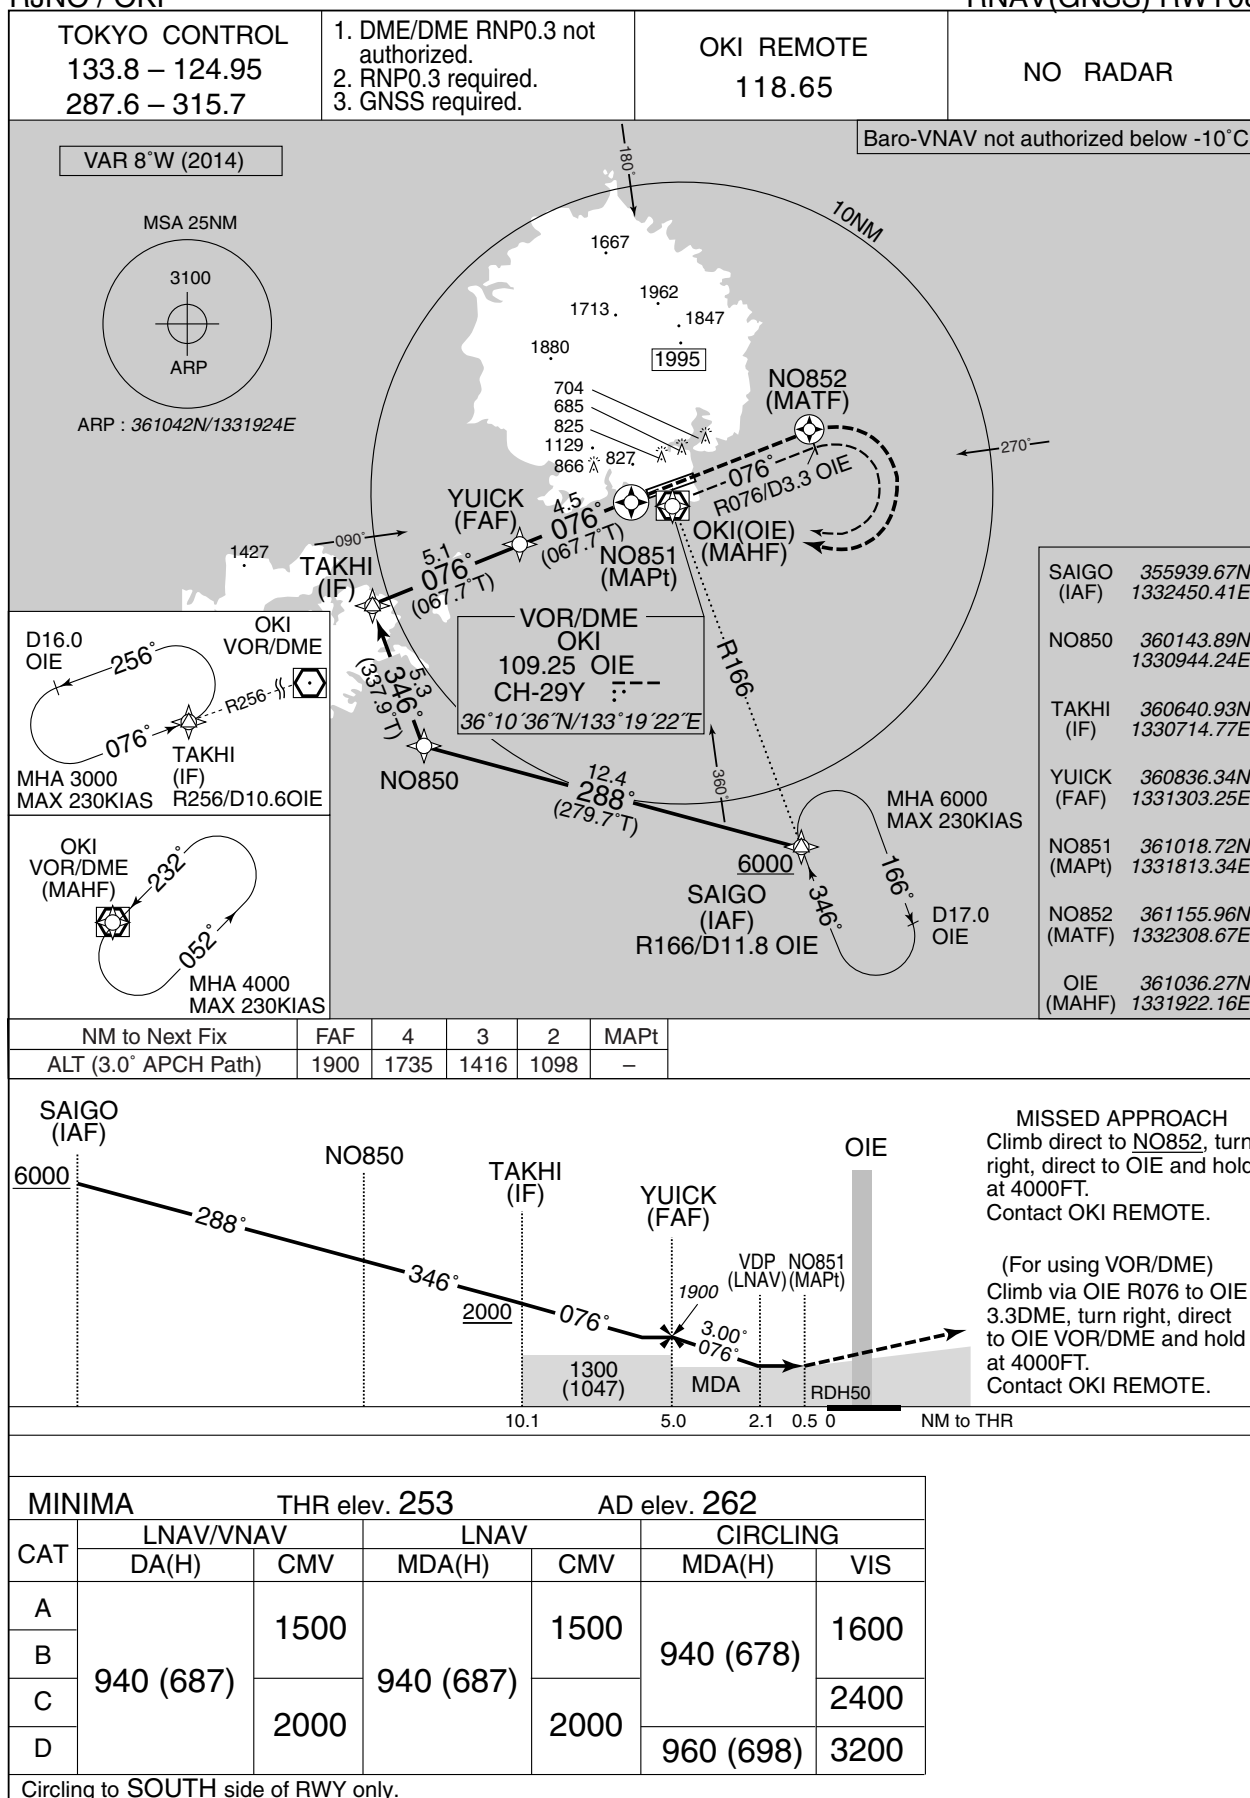 RJNO / OKI
RNAV(GNSS) RWY08
TOKYO CONTROL
133.8 – 124.95
287.6 – 315.7
1. DME/DME RNP0.3 not
authorized.
2. RNP0.3 required.
3. GNSS required.
OKI REMOTE
118.65
NO RADAR
Baro-VNAV not authorized below -10˚C
VAR 8˚W (2014)
MSA 25NM
3100
ARP
ARP : 361042N/1331924E
180˚
10NM
1667
1962
1713
1847
1880
1995
704
685
825
1129
866
827
NO852
(MATF)
270˚
076˚
R076/D3.3 OIE
YUICK
(FAF)
4.5
076˚
(067.7˚T)
NO851
(MAPt)
OKI(OIE)
(MAHF)
090˚
1427
TAKHI
(IF)
5.1
076˚
(067.7˚T)
VOR/DME
OKI
109.25 OIE
CH-29Y
36˚10´36˝N/133˚19´22˝E
R166
5.3
346˚
(337.9˚T)
NO850
12.4
288˚
(279.7˚T)
360˚
MHA 6000
MAX 230KIAS
6000
SAIGO
(IAF)
R166/D11.8 OIE
346˚
166˚
D17.0
OIE
D16.0
OIE
256˚
OKI
VOR/DME
R256
076˚
TAKHI
(IF)
R256/D10.6OIE
MHA 3000
MAX 230KIAS
OKI
VOR/DME
(MAHF)
232˚
052˚
MHA 4000
MAX 230KIAS
SAIGO 355939.67N
(IAF) 1332450.41E
NO850 360143.89N
1330944.24E
TAKHI 360640.93N
(IF) 1330714.77E
YUICK 360836.34N
(FAF) 1331303.25E
NO851 361018.72N
(MAPt) 1331813.34E
NO852 361155.96N
(MATF) 1332308.67E
OIE 361036.27N
(MAHF) 1331922.16E
NM to Next Fix FAF 4 3 2 MAPt
ALT (3.0˚ APCH Path) 1900 1735 1416 1098 –
SAIGO
(IAF)
6000
288˚
NO850
346˚
TAKHI
(IF)
2000
076˚
YUICK
(FAF)
1900
3.00˚
076˚
VDP
(LNAV)
NO851
(MAPt)
OIE
1300
(1047)
MDA
RDH50
10.1 5.0 2.1 0.5 0 NM to THR
MISSED APPROACH
Climb direct to NO852, turn
right, direct to OIE and hold
at 4000FT.
Contact OKI REMOTE.
(For using VOR/DME)
Climb via OIE R076 to OIE
3.3DME, turn right, direct
to OIE VOR/DME and hold
at 4000FT.
Contact OKI REMOTE.
MINIMA THR elev. 253 AD elev. 262
CAT LNAV/VNAV LNAV CIRCLING
DA(H) CMV MDA(H) CMV MDA(H) VIS
A
B
C
D
940 (687)
1500
2000
940 (687)
1500
2000
940 (678)
960 (698)
1600
2400
3200
Circling to SOUTH side of RWY only.